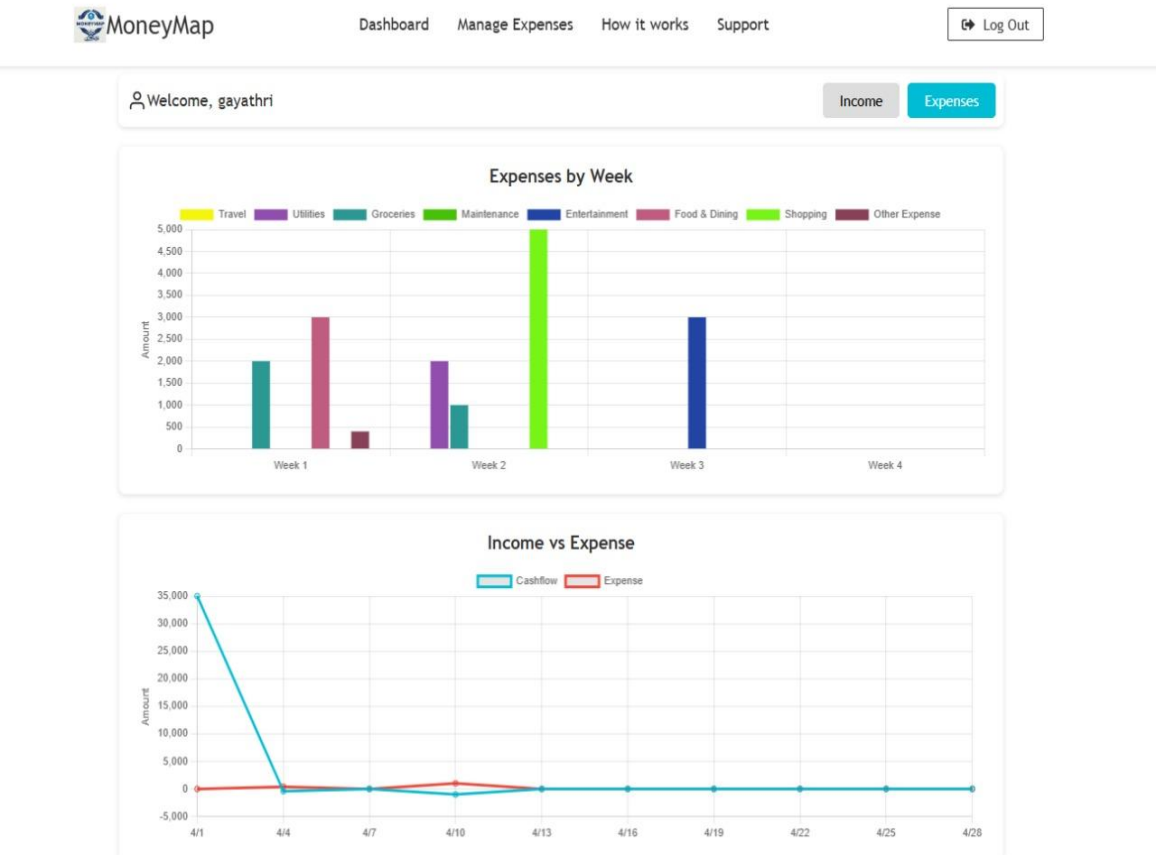 MONEYMAP
MoneyMap Dashboard Manage Expenses How it works Support Log Out
Welcome, gayathri Income Expenses
Expenses by Week
Travel Utilities Groceries Maintenance Entertainment Food & Dining Shopping Other Expense
5,000
4,500
4,000
3,500
3,000
2,500
2,000
1,500
1,000
500
0
Amount
Week 1 Week 2 Week 3 Week 4
Income vs Expense
Cashflow Expense
35,000
30,000
25,000
20,000
15,000
10,000
5,000
0
-5,000
Amount
4/1 4/4 4/7 4/10 4/13 4/16 4/19 4/22 4/25 4/28